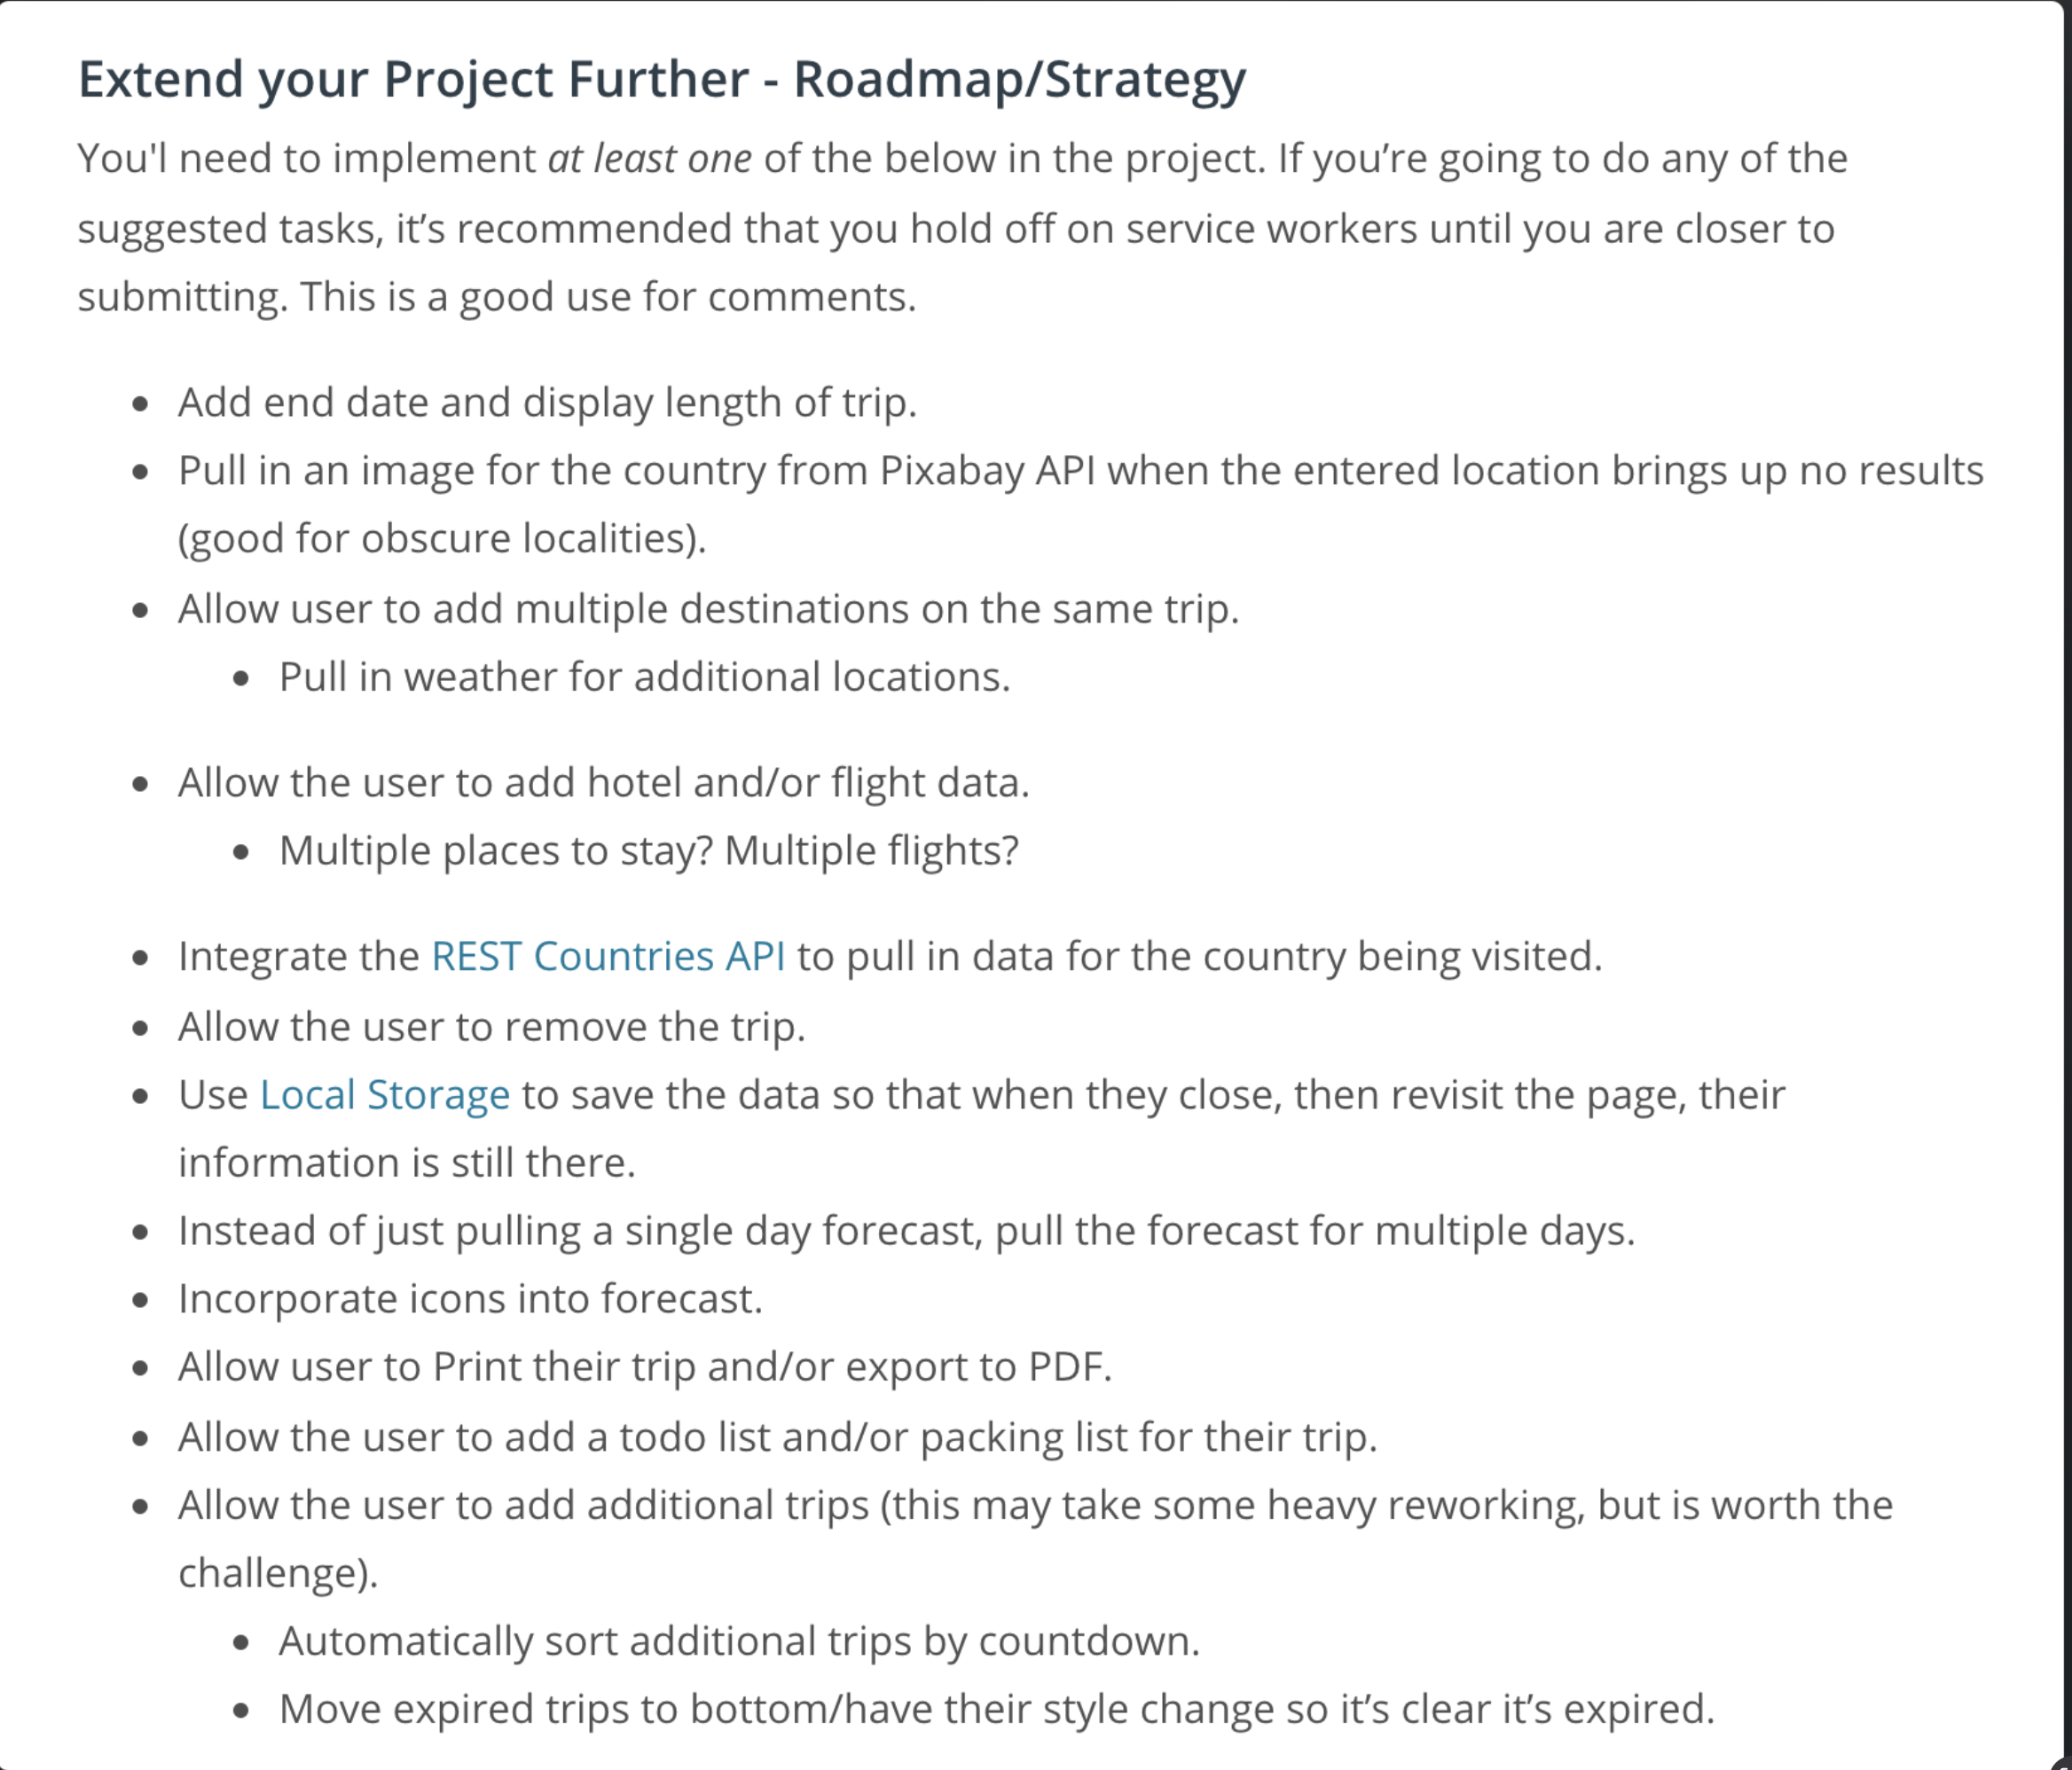 Extend your Project Further - Roadmap/Strategy
You'l need to implement at least one of the below in the project. If you’re going to do any of the
suggested tasks, it’s recommended that you hold off on service workers until you are closer to
submitting. This is a good use for comments.
• Add end date and display length of trip.
• Pull in an image for the country from Pixabay API when the entered location brings up no results
(good for obscure localities).
• Allow user to add multiple destinations on the same trip.
• Pull in weather for additional locations.
• Allow the user to add hotel and/or flight data.
• Multiple places to stay? Multiple flights?
• Integrate the REST Countries API to pull in data for the country being visited.
• Allow the user to remove the trip.
• Use Local Storage to save the data so that when they close, then revisit the page, their
information is still there.
• Instead of just pulling a single day forecast, pull the forecast for multiple days.
• Incorporate icons into forecast.
• Allow user to Print their trip and/or export to PDF.
• Allow the user to add a todo list and/or packing list for their trip.
• Allow the user to add additional trips (this may take some heavy reworking, but is worth the
challenge).
• Automatically sort additional trips by countdown.
• Move expired trips to bottom/have their style change so it’s clear it’s expired.